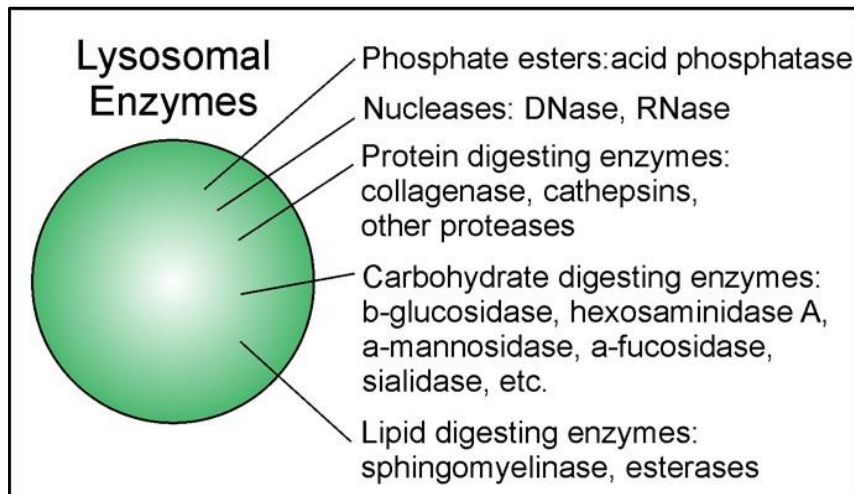 Lysosomal
Enzymes
Phosphate esters:acid phosphatase
Nucleases: DNase, RNase
Protein digesting enzymes:
collagenase, cathepsins,
other proteases
Carbohydrate digesting enzymes:
b-glucosidase, hexosaminidase A,
a-mannosidase, a-fucosidase,
sialidase, etc.
Lipid digesting enzymes:
sphingomyelinase, esterases